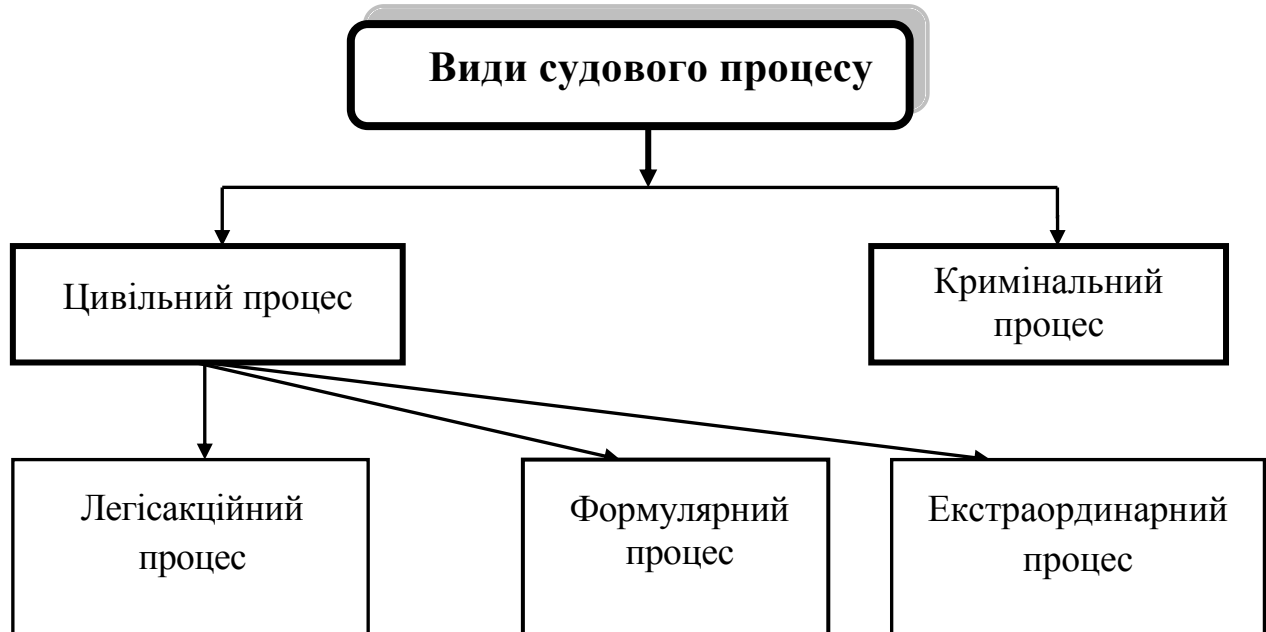 Види судового процесу
Цивільний процес
Кримінальний
процес
Легісакційний
процес
Формулярний
процес
Екстраординарний
процес